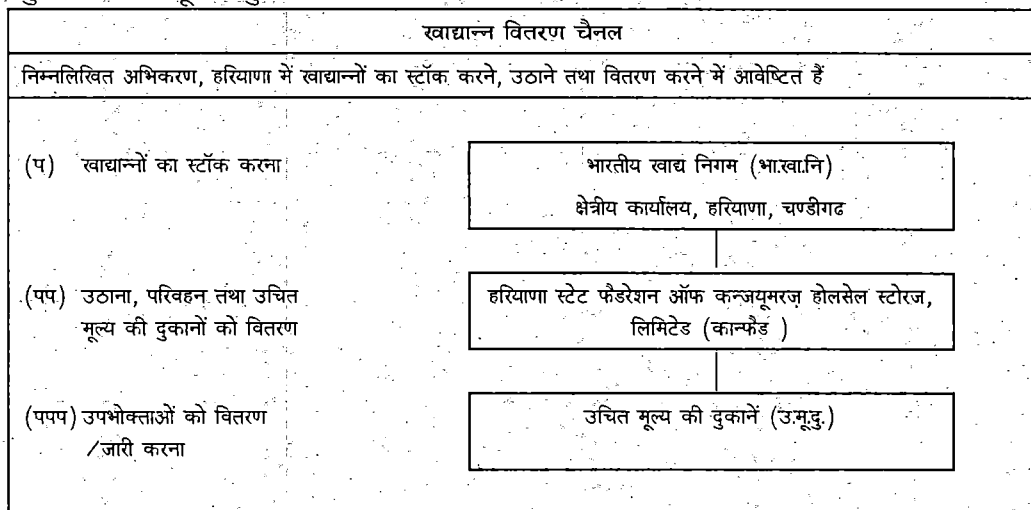 खाद्यान्न वितरण चैनल
निम्नलिखित अभिकरण, हरियाणा में खाद्यान्नों का स्टॉक करने, उठाने तथा वितरण करने में आवेष्टित हैं
(प) खाद्यान्नों का स्टॉक करना
भारतीय खाद्य निगम (भा.खा.नि)
क्षेत्रीय कार्यालय, हरियाणा, चण्डीगढ
(पप) उठाना, परिवहन तथा उचित
मूल्य की दुकानों को वितरण
हरियाणा स्टेट फैडरेशन ऑफ कन्जयूमरज़ होलसेल स्टोरज,
लिमिटेड (कान्फैड )
(पपप) उपभोक्ताओं को वितरण
/जारी करना
उचित मूल्य की दुकानें (उ.मू.दु.)